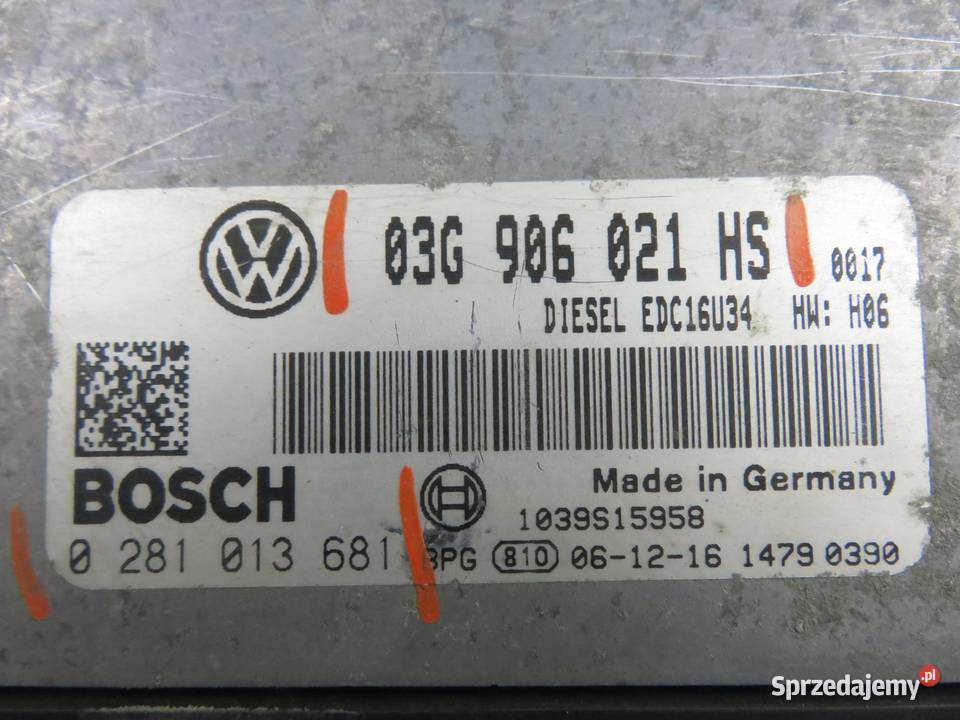 03G 906 021 HS 0017
DIESEL EDC16U34 HW: H06
BOSCH
Made in Germany
1039S15958
0 281 013 681 BPG 810 06-12-16 1479 0390
Sprzedajemy.pl